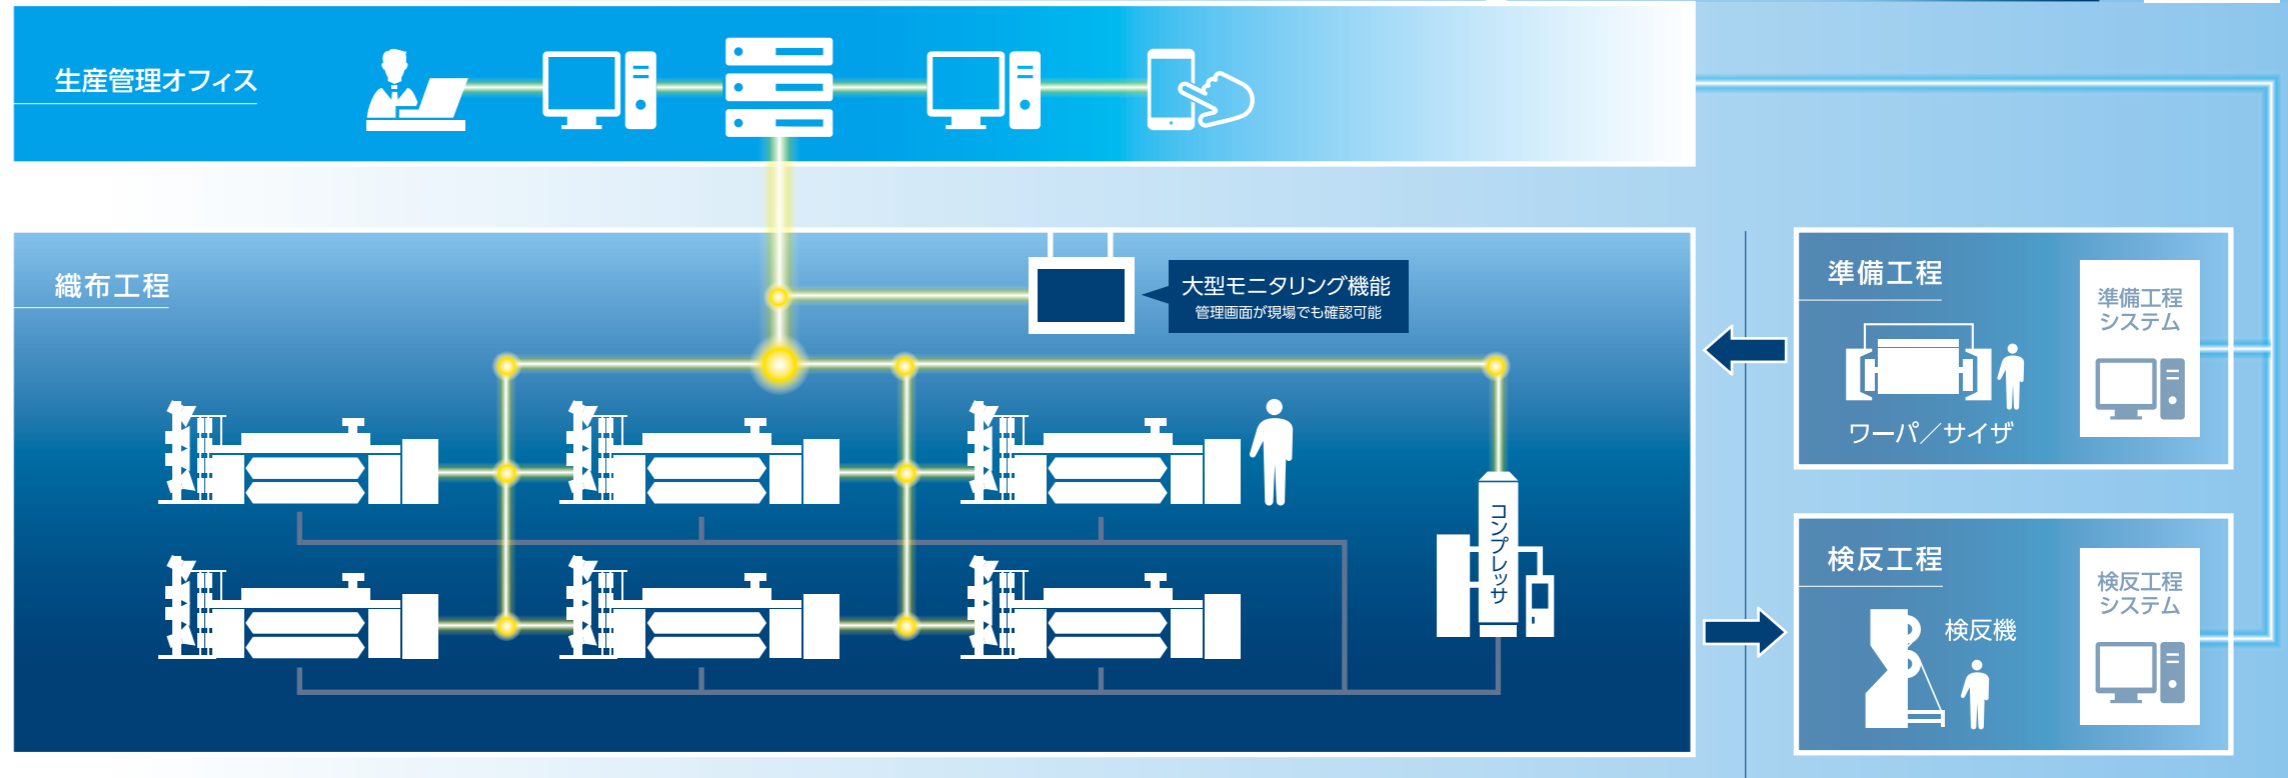 生産管理オフィス
織布工程
大型モニタリング機能
管理画面が現場でも確認可能
コンプレッサ
準備工程
準備工程
システム
ワーパ／サイザ
検反工程
検反工程
システム
検反機